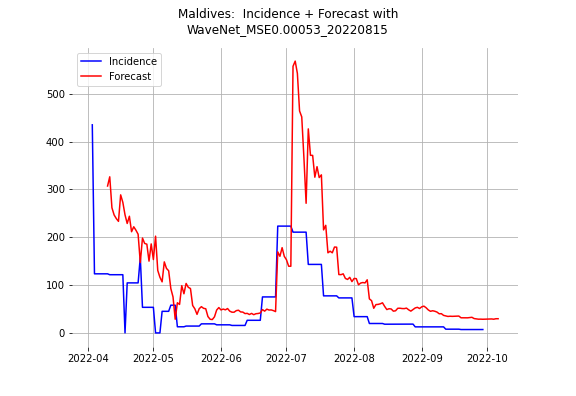 Maldives:  Incidence + Forecast with
WaveNet_MSE0.00053_20220815
Incidence
Forecast
500
400
300
200
100
0
2022-04 2022-05 2022-06 2022-07 2022-08 2022-09 2022-10